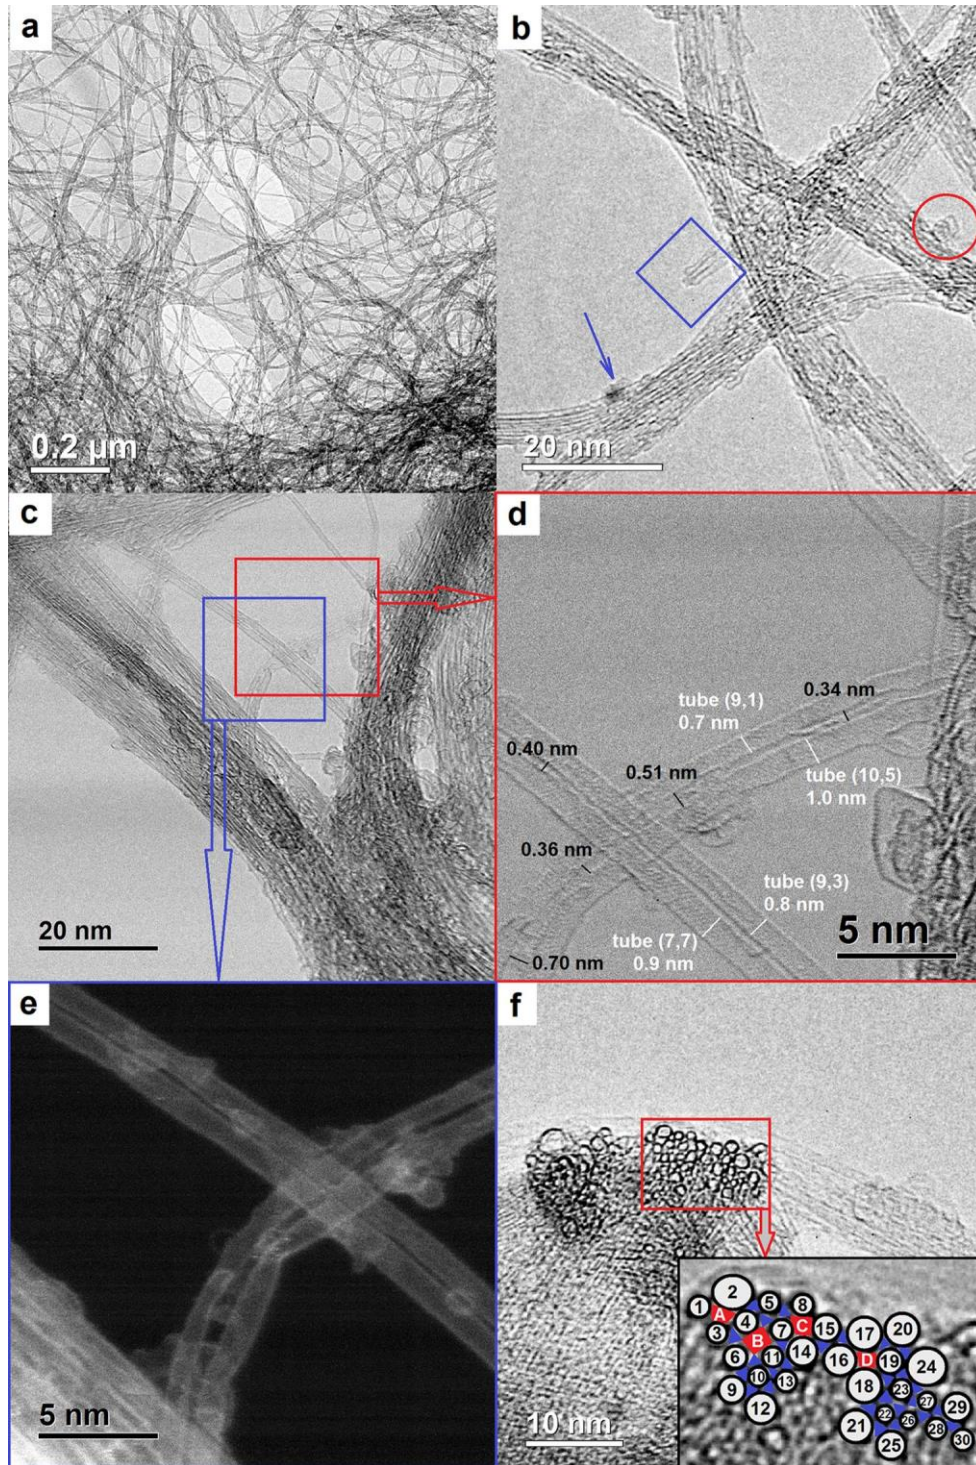 a
0.2 µm
b
20 nm
c
20 nm
d
tube (9,1)
0.7 nm
0.34 nm
0.40 nm
0.51 nm
tube (10,5)
1.0 nm
0.36 nm
tube (9,3)
0.8 nm
tube (7,7)
0.9 nm
0.70 nm
5 nm
e
5 nm
f
10 nm
1
2
A
3
4
5
8
B
7
C
15
17
20
6
11
14
16
D
19
24
10
13
9
12
18
23
27
29
21
22
26
28
30
25